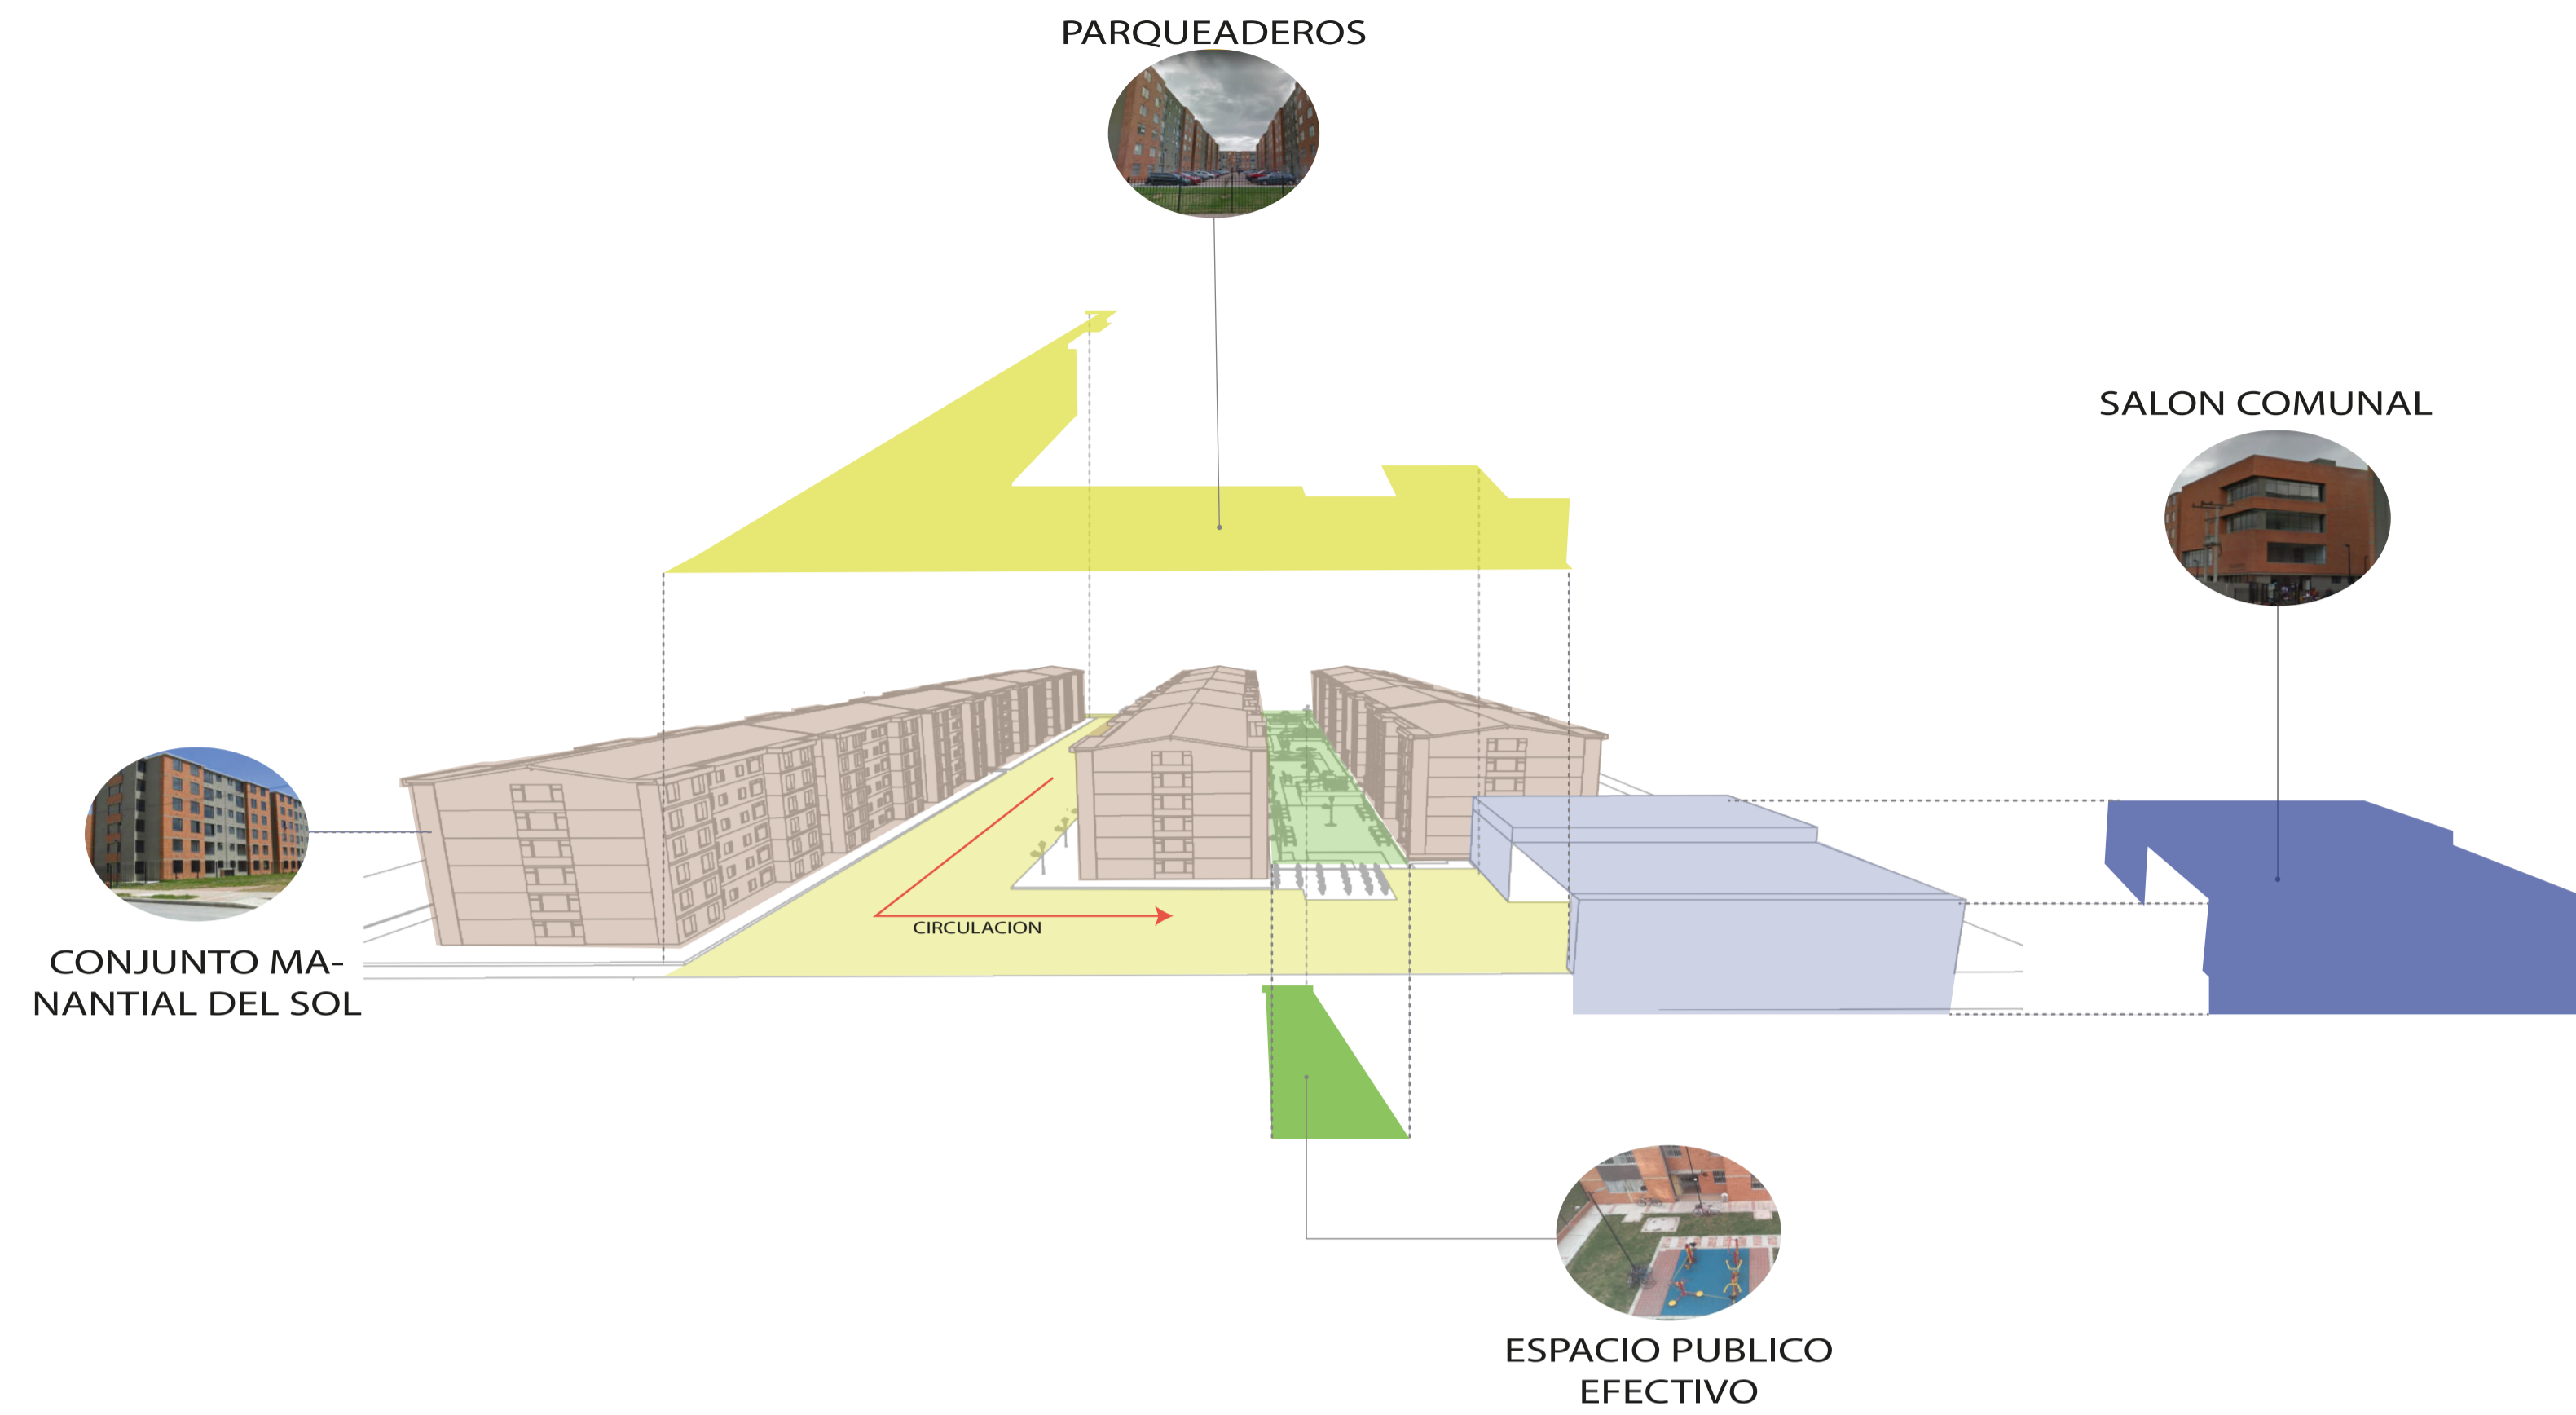 PARQUEADEROS
SALON COMUNAL
CIRCULACION
CONJUNTO MA-
NANTIAL DEL SOL
ESPACIO PUBLICO
EFECTIVO